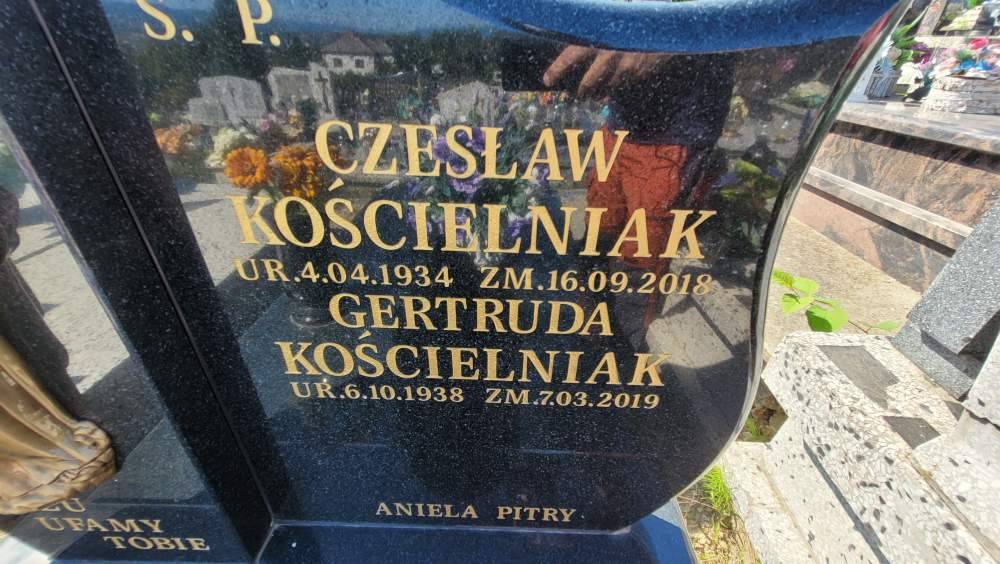 Ś. P.
CZESŁAW
KOŚCIELNIAK
UR.4.04.1934 ZM.16.09.2018
GERTRUDA
KOŚCIELNIAK
UR.6.10.1938 ZM.7.03.2019
ANIELA PITRY
UFAMY
TOBIE